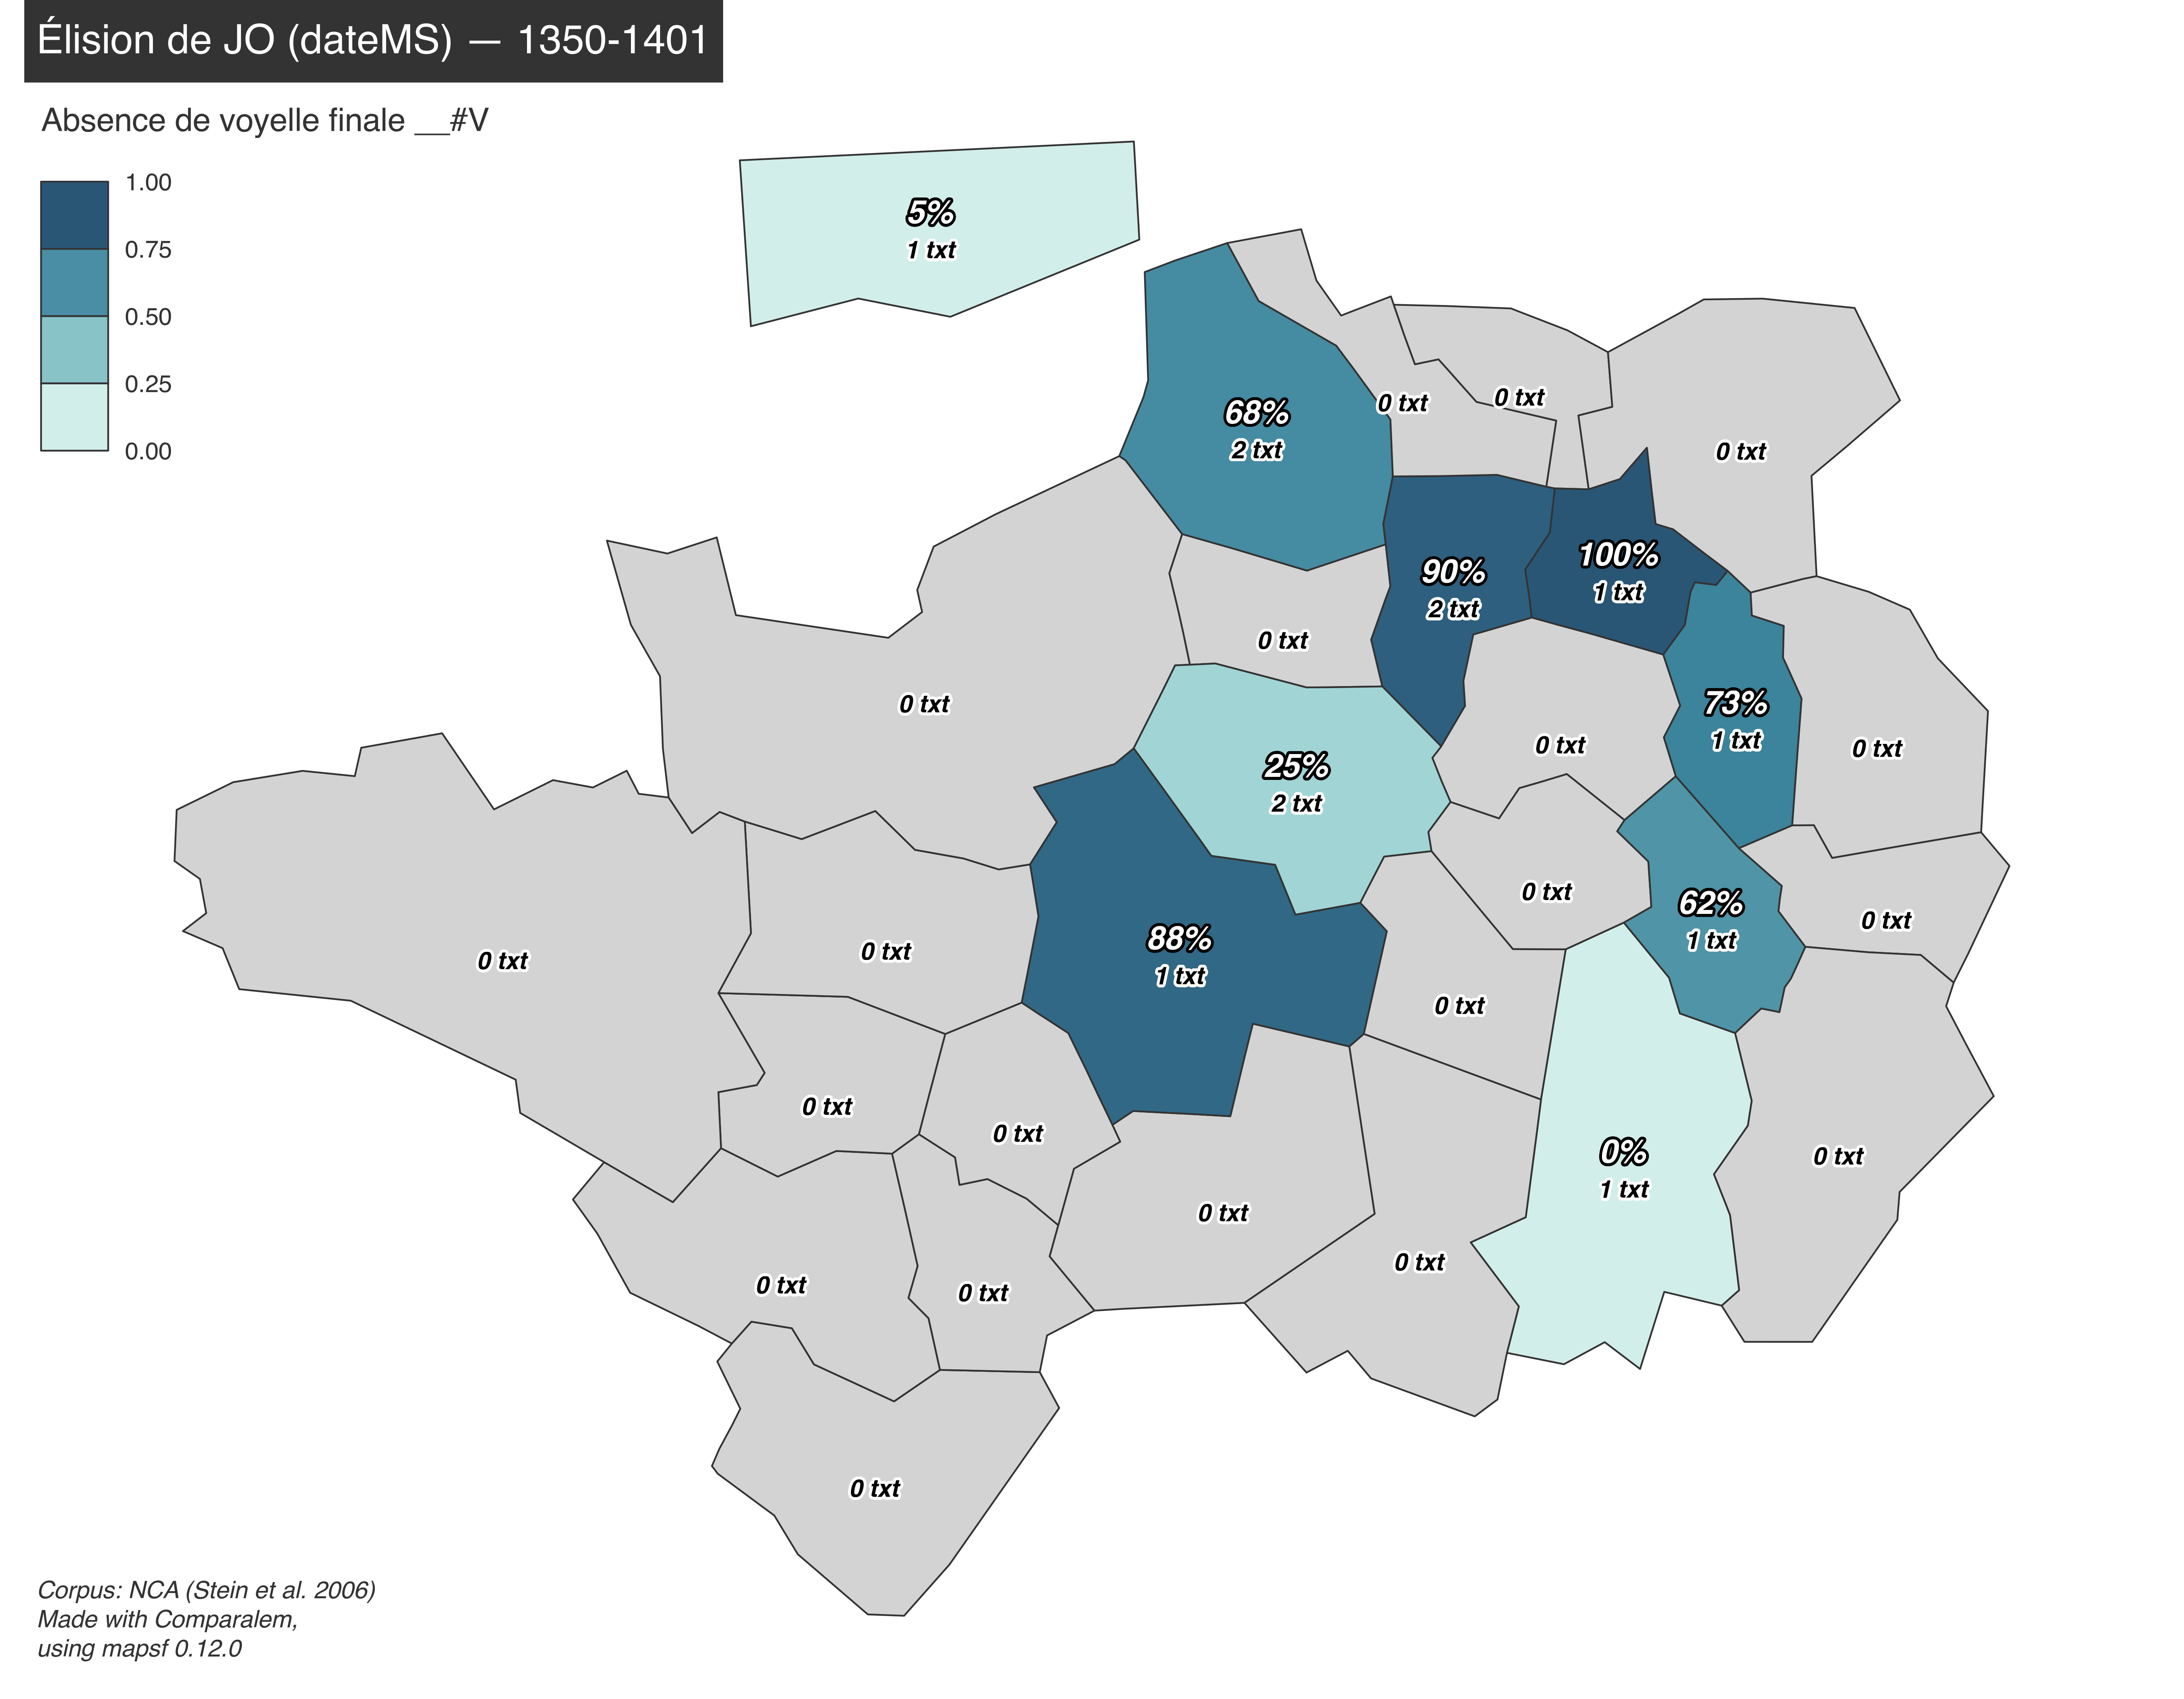 Élision de JO (dateMS) — 1350-1401
Absence de voyelle finale __#V
1.00
0.75
0.50
0.25
0.00
5%
1 txt
68%
2 txt
0 txt
0 txt
0 txt
90%
2 txt
100%
1 txt
0 txt
0 txt
73%
1 txt
0 txt
0 txt
25%
2 txt
0 txt
62%
1 txt
0 txt
0 txt
0 txt
88%
1 txt
0 txt
0 txt
0 txt
0 txt
0%
1 txt
0 txt
0 txt
0 txt
0 txt
0 txt
0 txt
Corpus: NCA (Stein et al. 2006)
Made with Comparalem,
using mapsf 0.12.0